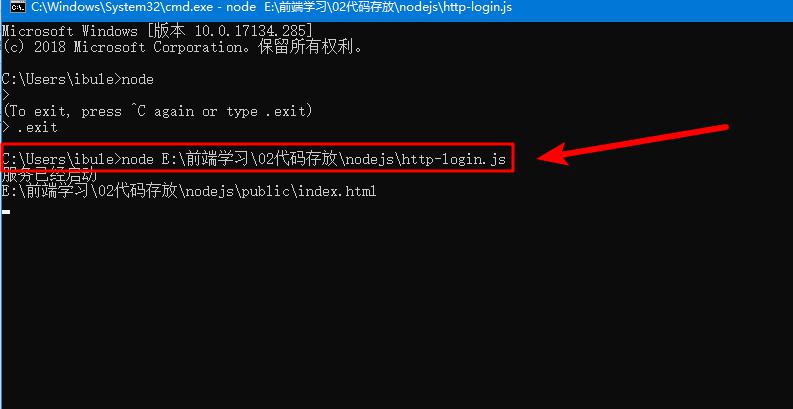 C:\Windows\System32\cmd.exe - node  E:\前端学习\02代码存放\nodejs\http-login.js
Microsoft Windows [版本 10.0.17134.285]
(c) 2018 Microsoft Corporation。保留所有权利。
C:\Users\ibule>node
>
(To exit, press ^C again or type .exit)
> .exit
C:\Users\ibule>node E:\前端学习\02代码存放\nodejs\http-login.js
服务已经启动
E:\前端学习\02代码存放\nodejs\public\index.html